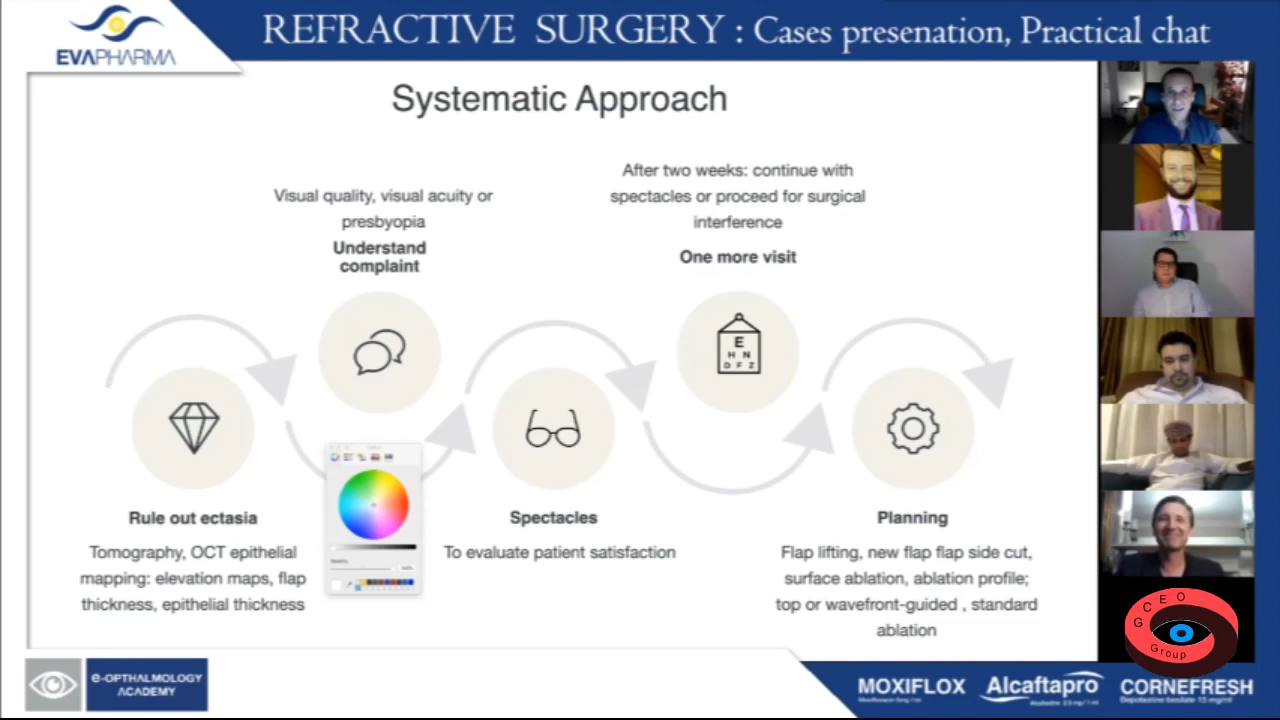 REFRACTIVE SURGERY : Cases presenation, Practical chat
EVAPHARMA
Systematic Approach
Visual quality, visual acuity or
presbyopia
Understand
complaint
After two weeks: continue with
spectacles or proceed for surgical
interference
One more visit
E
H N
D F Z
Rule out ectasia
Tomography, OCT epithelial
mapping: elevation maps, flap
thickness, epithelial thickness
Spectacles
To evaluate patient satisfaction
Planning
Flap lifting, new flap flap side cut,
surface ablation, ablation profile;
top or wavefront-guided , standard
ablation
GCEO
Group
e-OPTHALMOLOGY
ACADEMY
MOXIFLOX
Alcaftapro
CORNEFRESH